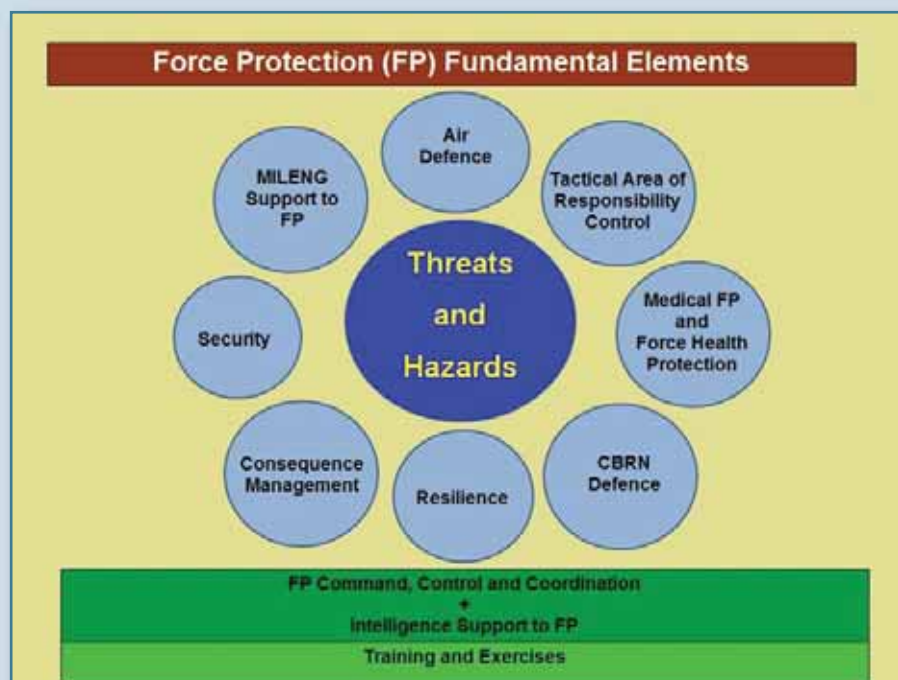 Force Protection (FP) Fundamental Elements
Air
Defence
MILENG
Support to
FP
Tactical Area of
Responsibility
Control
Threats
and
Hazards
Security
Medical FP
and
Force Health
Protection
Consequence
Management
Resilience
CBRN
Defence
FP Command, Control and Coordination
+
Intelligence Support to FP
Training and Exercises